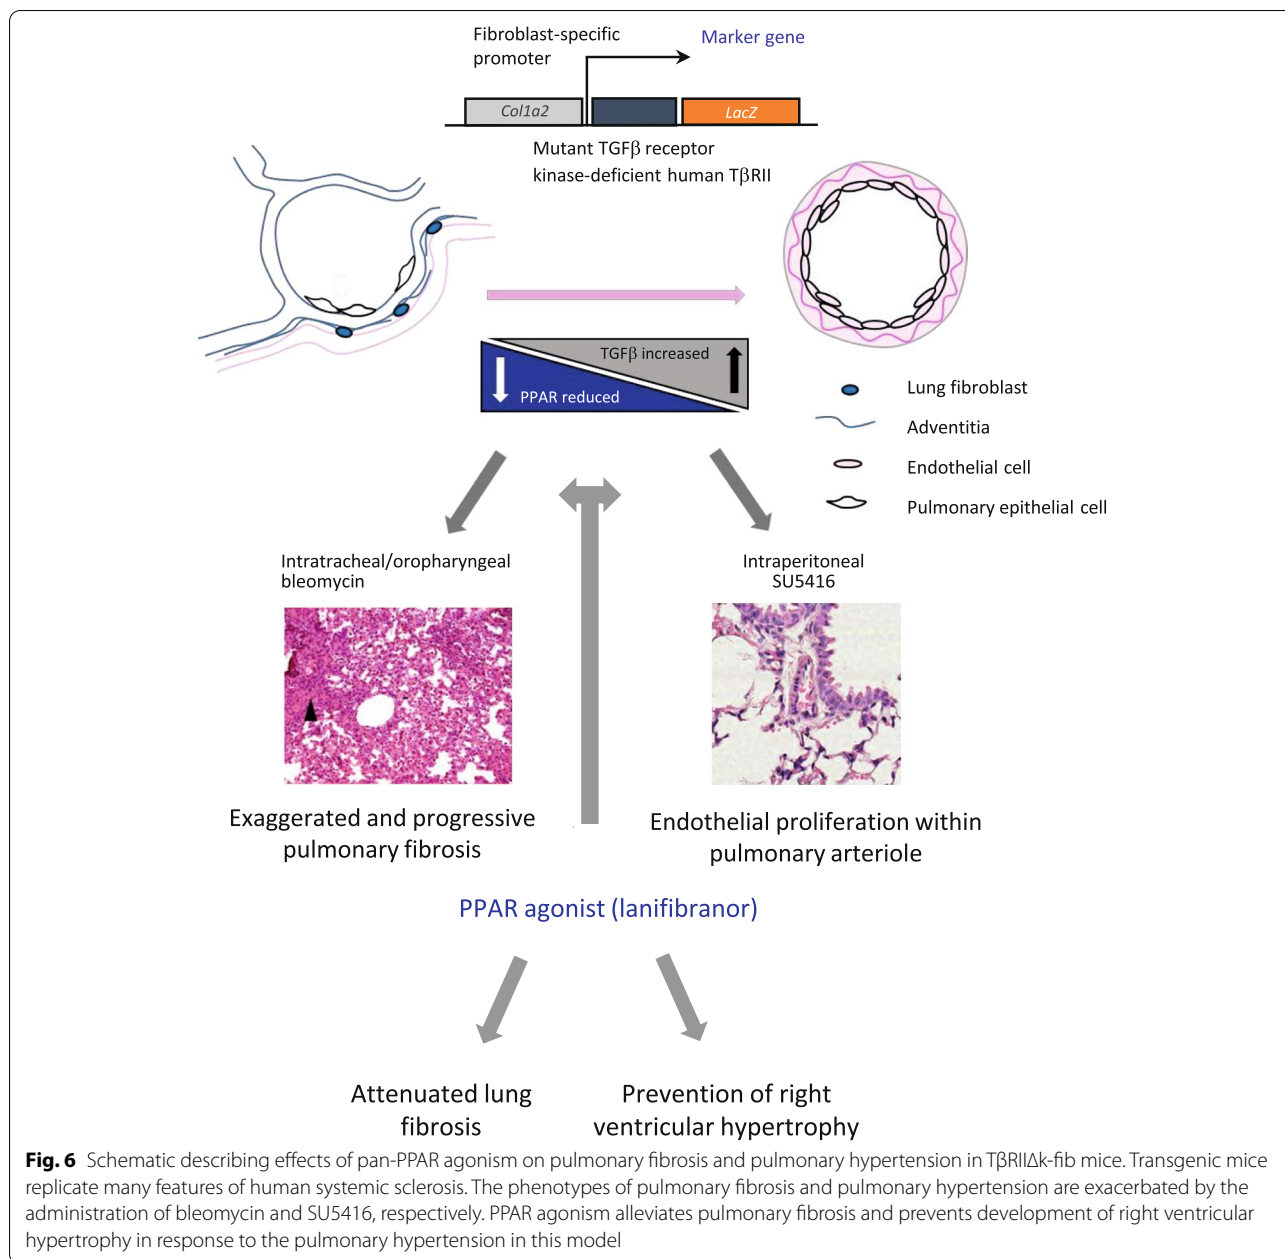 Fibroblast-specific
promoter
Marker gene
Col1a2
LacZ
Mutant TGFβ receptor
kinase-deficient human TβRII
TGFβ increased
PPAR reduced
Lung fibroblast
Adventitia
Endothelial cell
Pulmonary epithelial cell
Intratracheal/oropharyngeal
bleomycin
Intraperitoneal
SU5416
Exaggerated and progressive
pulmonary fibrosis
Endothelial proliferation within
pulmonary arteriole
PPAR agonist (lanifibranor)
Attenuated lung
fibrosis
Prevention of right
ventricular hypertrophy
Fig. 6 Schematic describing effects of pan-PPAR agonism on pulmonary fibrosis and pulmonary hypertension in TβRIIΔk-fib mice. Transgenic mice
replicate many features of human systemic sclerosis. The phenotypes of pulmonary fibrosis and pulmonary hypertension are exacerbated by the
administration of bleomycin and SU5416, respectively. PPAR agonism alleviates pulmonary fibrosis and prevents development of right ventricular
hypertrophy in response to the pulmonary hypertension in this model